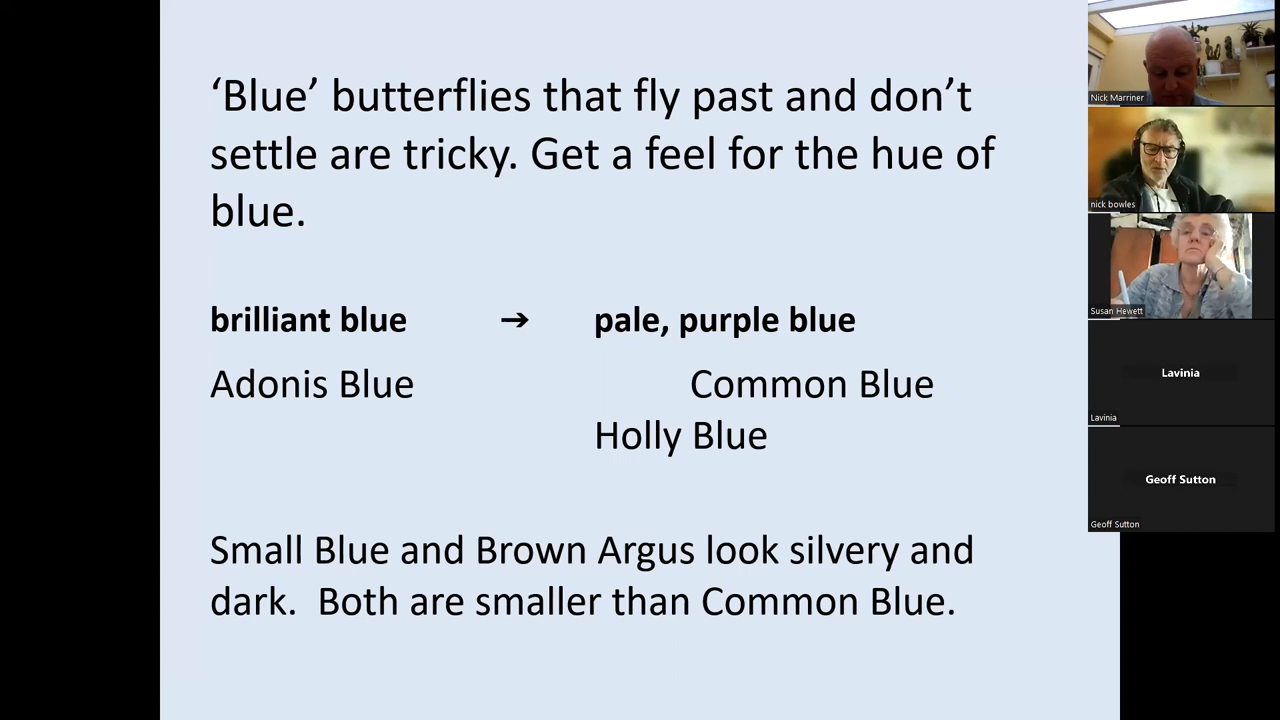 ‘Blue’ butterflies that fly past and don’t
settle are tricky. Get a feel for the hue of
blue.
brilliant blue → pale, purple blue
Adonis Blue Common Blue
Holly Blue
Small Blue and Brown Argus look silvery and
dark. Both are smaller than Common Blue.
Nick Marriner
nick bowles
Susan Hewett
Lavinia
Lavinia
Geoff Sutton
Geoff Sutton